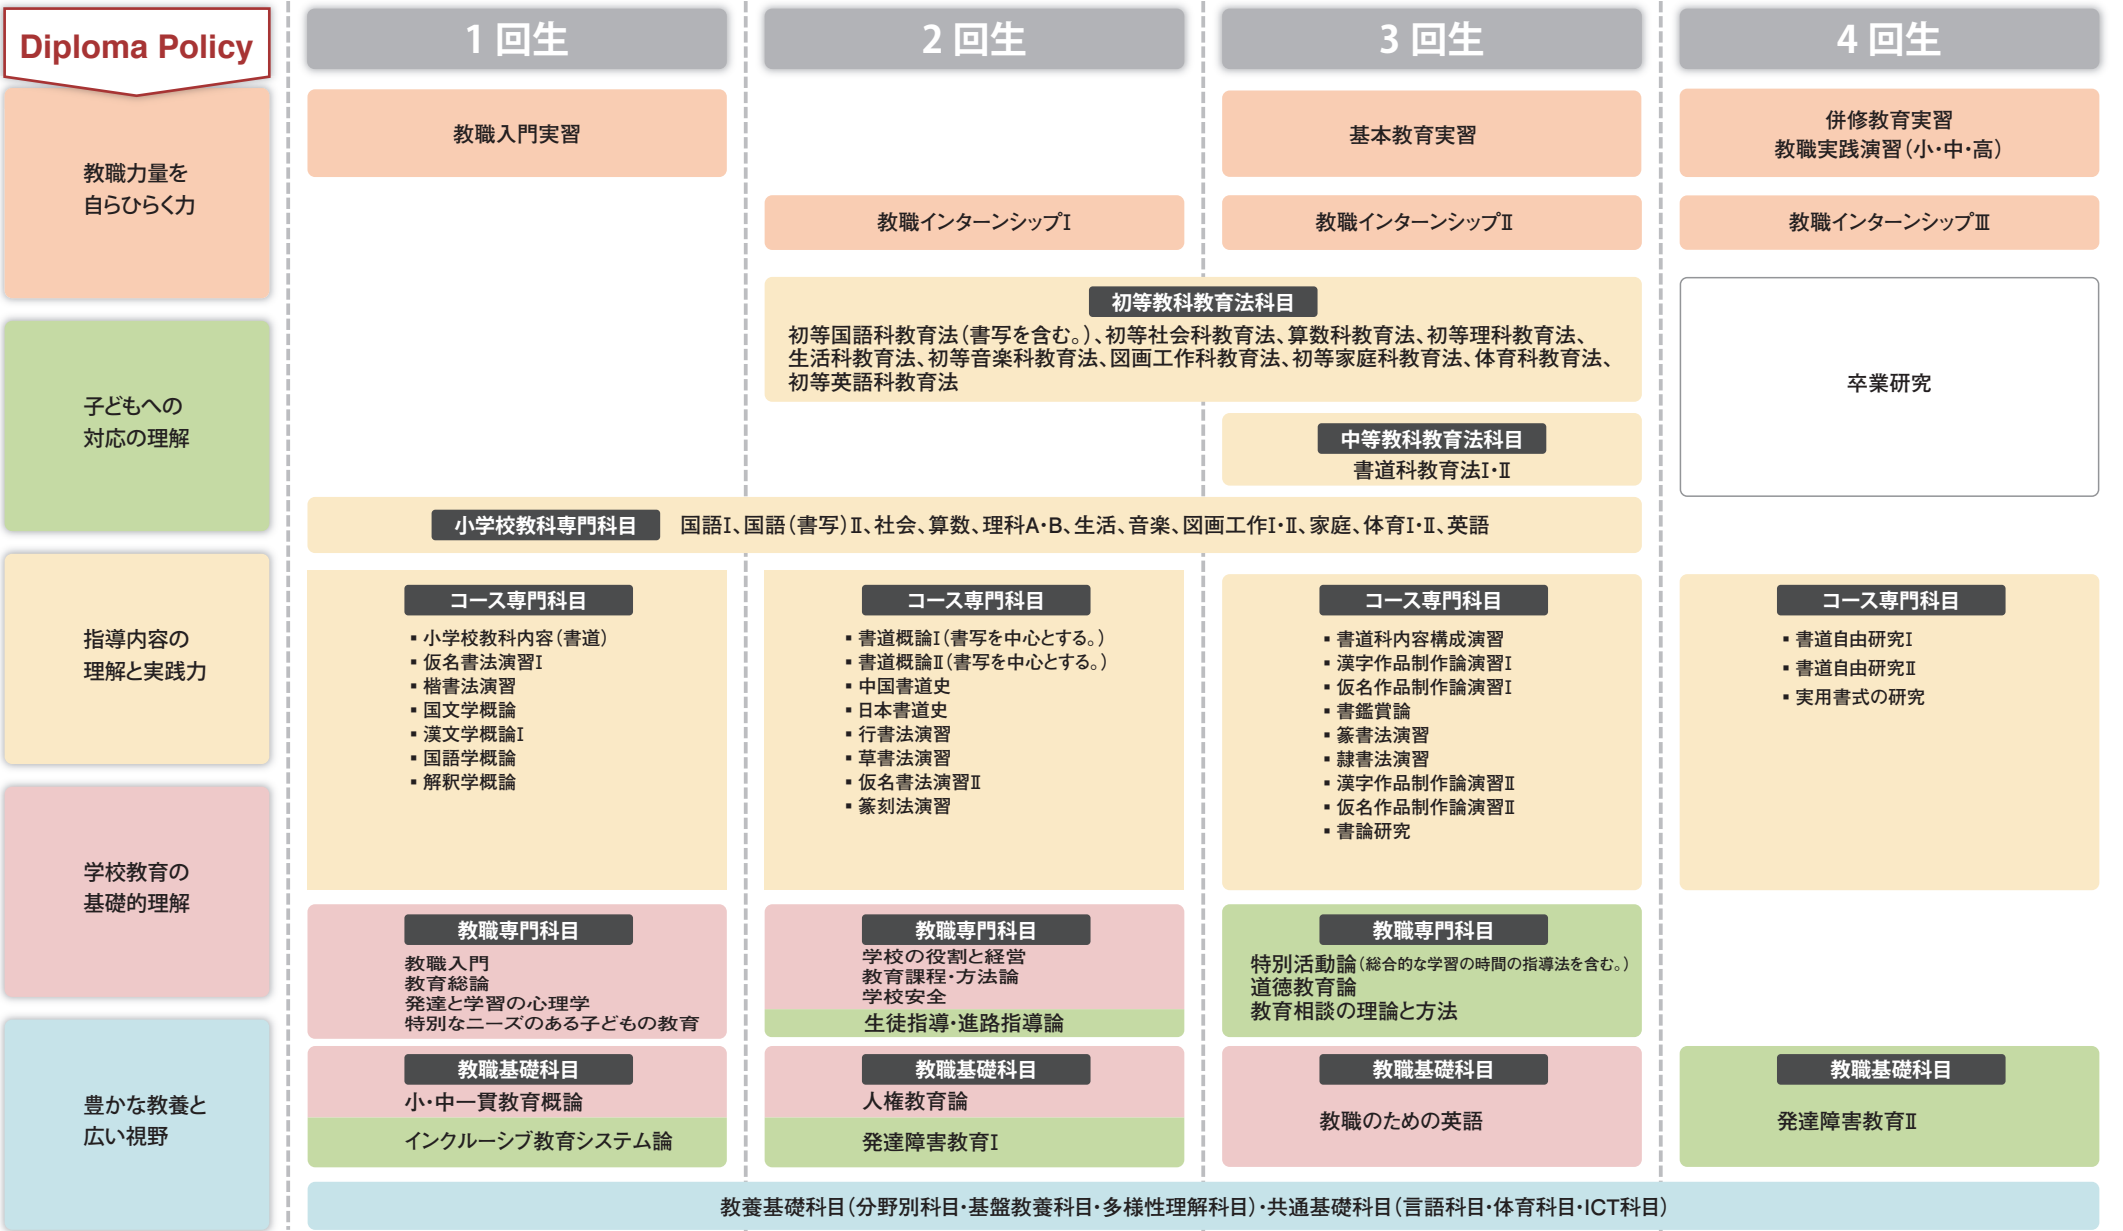 Diploma Policy
1 回生
2 回生
3 回生
4 回生
教職力量を
自らひらく力
子どもへの
対応の理解
指導内容の
理解と実践力
学校教育の
基礎的理解
豊かな教養と
広い視野
教職入門実習
基本教育実習
併修教育実習
教職実践演習(小・中・高)
教職インターンシップⅠ
教職インターンシップⅡ
教職インターンシップⅢ
初等教科教育法科目
初等国語科教育法(書写を含む。)、初等社会科教育法、算数科教育法、初等理科教育法、
生活科教育法、初等音楽科教育法、図画工作科教育法、初等家庭科教育法、体育科教育法、
初等英語科教育法
卒業研究
中等教科教育法科目
書道科教育法Ⅰ・Ⅱ
小学校教科専門科目 国語Ⅰ、国語(書写)Ⅱ、社会、算数、理科A・B、生活、音楽、図画工作Ⅰ・Ⅱ、家庭、体育Ⅰ・Ⅱ、英語
コース専門科目
▪ 小学校教科内容(書道)
▪ 仮名書法演習Ⅰ
▪ 楷書法演習
▪ 国文学概論
▪ 漢文学概論Ⅰ
▪ 国語学概論
▪ 解釈学概論
コース専門科目
▪ 書道概論Ⅰ(書写を中心とする。)
▪ 書道概論Ⅱ(書写を中心とする。)
▪ 中国書道史
▪ 日本書道史
▪ 行書法演習
▪ 草書法演習
▪ 仮名書法演習Ⅱ
▪ 篆刻法演習
コース専門科目
▪ 書道科内容構成演習
▪ 漢字作品制作論演習Ⅰ
▪ 仮名作品制作論演習Ⅰ
▪ 書鑑賞論
▪ 篆書法演習
▪ 隷書法演習
▪ 漢字作品制作論演習Ⅱ
▪ 仮名作品制作論演習Ⅱ
▪ 書論研究
コース専門科目
▪ 書道自由研究Ⅰ
▪ 書道自由研究Ⅱ
▪ 実用書式の研究
教職専門科目
教職入門
教育総論
発達と学習の心理学
特別なニーズのある子どもの教育
教職専門科目
学校の役割と経営
教育課程・方法論
学校安全
生徒指導・進路指導論
教職専門科目
特別活動論(総合的な学習の時間の指導法を含む。)
道徳教育論
教育相談の理論と方法
教職基礎科目
小・中一貫教育概論
インクルーシブ教育システム論
教職基礎科目
人権教育論
発達障害教育Ⅰ
教職基礎科目
教職のための英語
教職基礎科目
発達障害教育Ⅱ
教養基礎科目(分野別科目・基盤教養科目・多様性理解科目)・共通基礎科目(言語科目・体育科目・ICT科目)